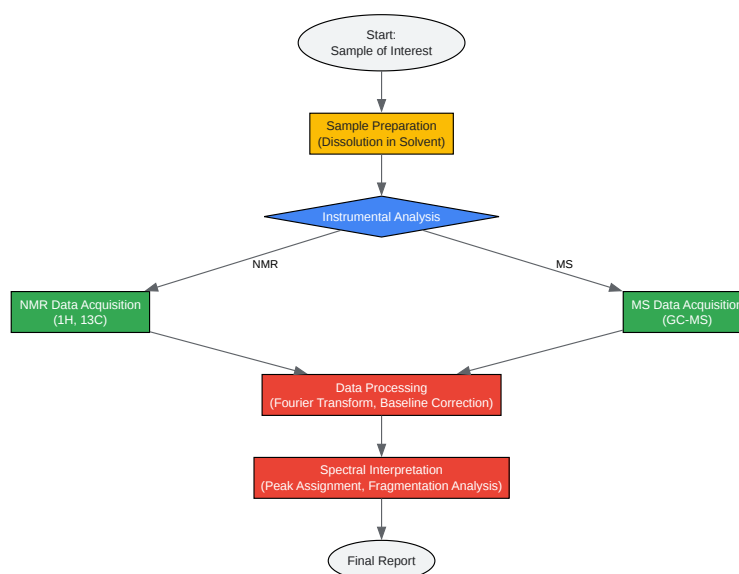 Start:
Sample of Interest
Sample Preparation
(Dissolution in Solvent)
Instrumental Analysis
NMR
MS
NMR Data Acquisition
(1H, 13C)
MS Data Acquisition
(GC-MS)
Data Processing
(Fourier Transform, Baseline Correction)
Spectral Interpretation
(Peak Assignment, Fragmentation Analysis)
Final Report